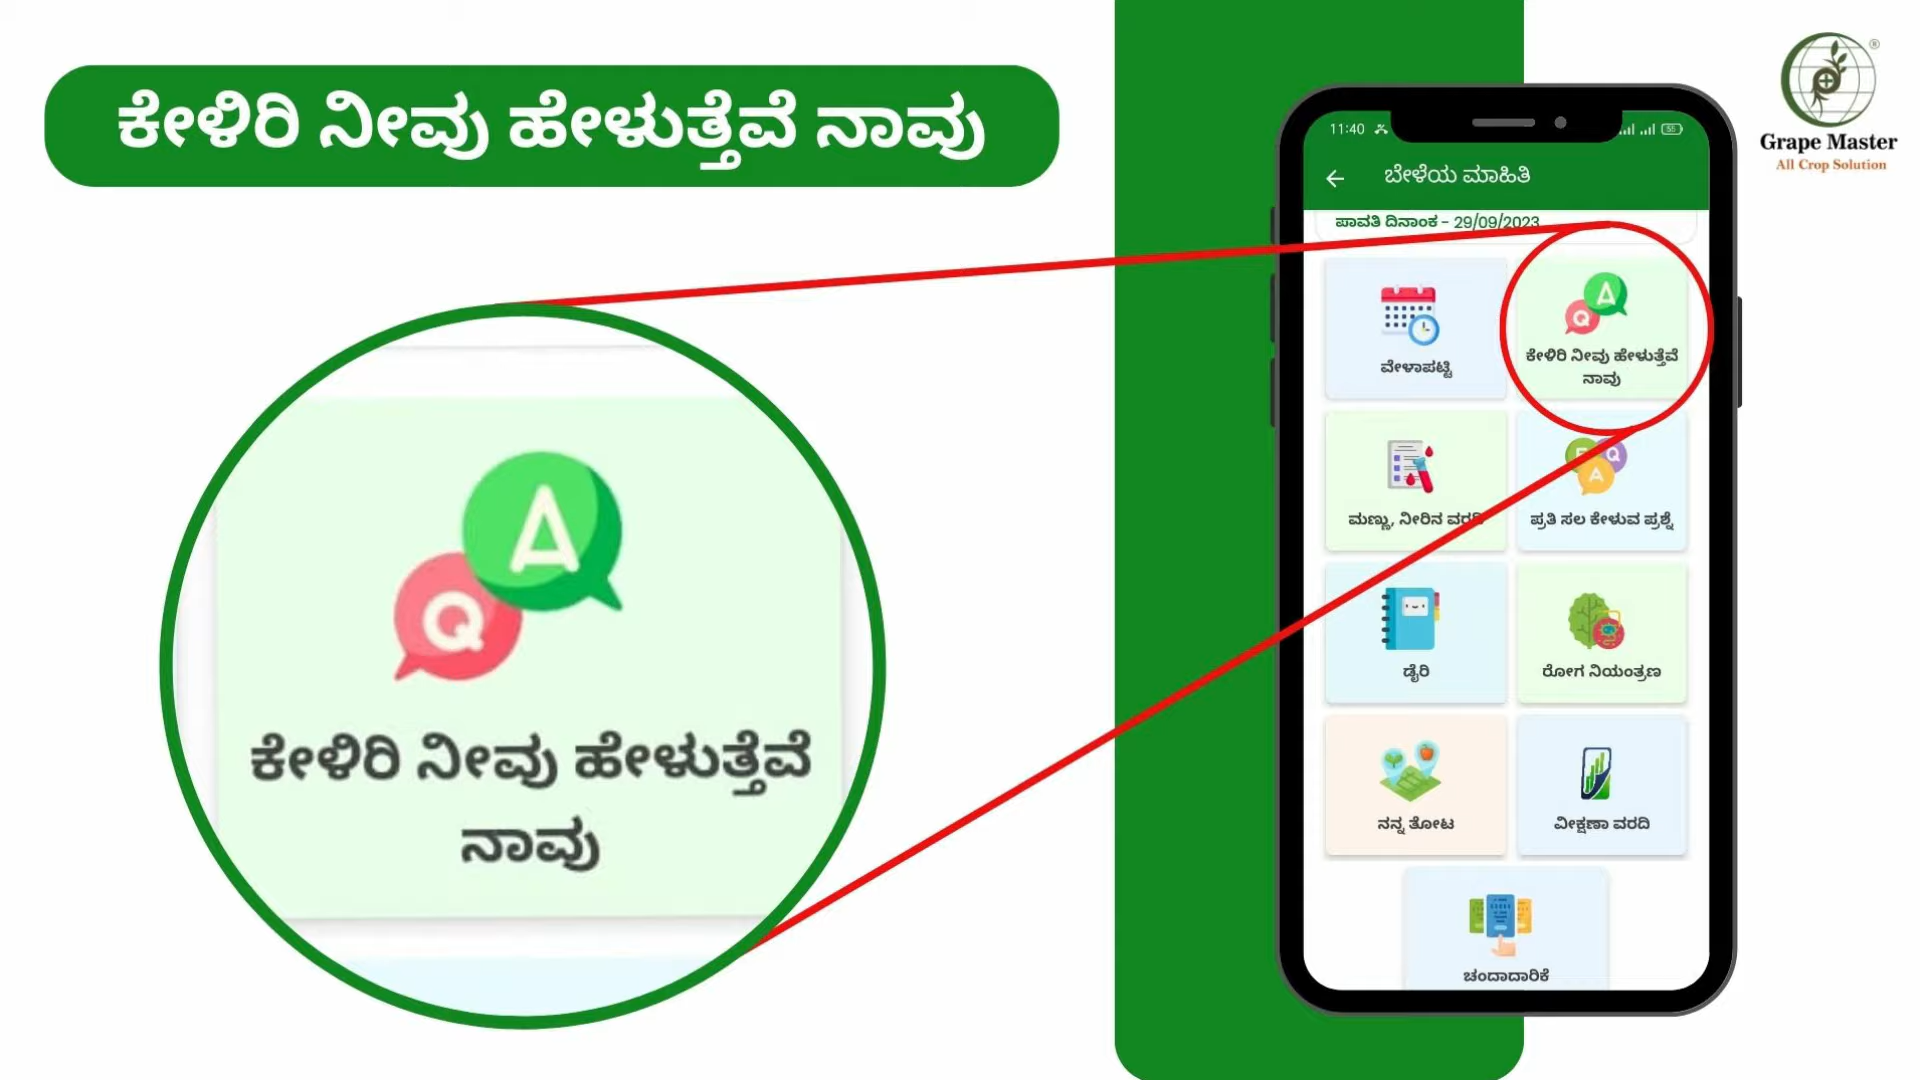 ಕೇಳಿರಿ ನೀವು ಹೇಳುತ್ತೆವೆ ನಾವು
Grape Master
All Crop Solution
11:40
55
ಬೇಳೆಯ ಮಾಹಿತಿ
ಪಾವತಿ ದಿನಾಂಕ - 29/09/2023
ವೇಳಾಪಟ್ಟಿ
Q A
ಕೇಳಿರಿ ನೀವು ಹೇಳುತ್ತೆವೆ
ನಾವು
ಮಣ್ಣು, ನೀರಿನ ವರದಿ
Q
A
ಪ್ರತಿ ಸಲ ಕೇಳುವ ಪ್ರಶ್ನೆ
ಡೈರಿ
ರೋಗ ನಿಯಂತ್ರಣ
ನನ್ನ ತೋಟ
ವೀಕ್ಷಣಾ ವರದಿ
ಚಂದಾದಾರಿಕೆ
A
Q
ಕೇಳಿರಿ ನೀವು ಹೇಳುತ್ತೆವೆ
ನಾವು